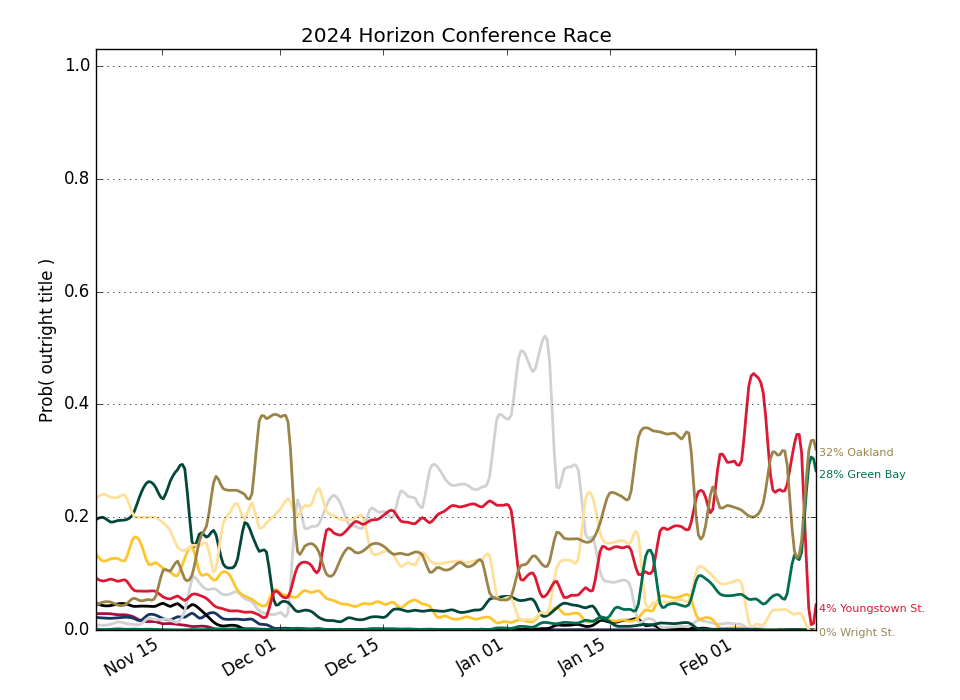 2024 Horizon Conference Race
Prob( outright title )
1.0
0.8
0.6
0.4
0.2
0.0
32% Oakland
28% Green Bay
4% Youngstown St.
0% Wright St.
Nov 15
Dec 01
Dec 15
Jan 01
Jan 15
Feb 01